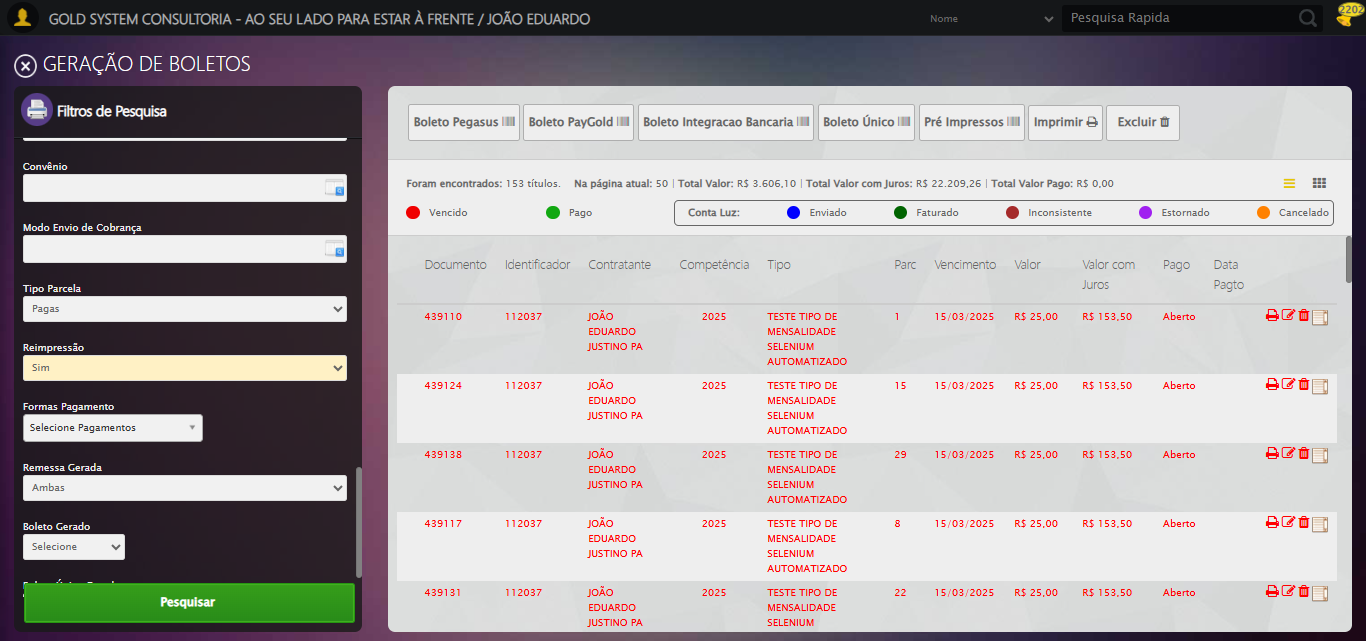 GOLD SYSTEM CONSULTORIA - AO SEU LADO PARA ESTAR À FRENTE / JOÃO EDUARDO
Nome
Pesquisa Rapida
2202
GERAÇÃO DE BOLETOS
Filtros de Pesquisa
Convênio
Modo Envio de Cobrança
Tipo Parcela
Pagas
Reimpressão
Sim
Formas Pagamento
Selecione Pagamentos
Remessa Gerada
Ambas
Boleto Gerado
Selecione
Pesquisar
Boleto Pegasus Boleto PayGold Boleto Integracao Bancaria Boleto Único Pré Impressos Imprimir Excluir
Foram encontrados: 153 títulos. Na página atual: 50 | Total Valor: R$ 3.606,10 | Total Valor com Juros: R$ 22.209,26 | Total Valor Pago: R$ 0,00
Vencido Pago Conta Luz: Enviado Faturado Inconsistente Estornado Cancelado
Documento Identificador Contratante Competência Tipo Parc Vencimento Valor Valor com Pago Data
Juros Pagto
439110 112037 JOÃO 2025 TESTE TIPO DE 1 15/03/2025 R$ 25,00 R$ 153,50 Aberto
EDUARDO MENSALIDADE
JUSTINO PA SELENIUM
AUTOMATIZADO
439124 112037 JOÃO 2025 TESTE TIPO DE 15 15/03/2025 R$ 25,00 R$ 153,50 Aberto
EDUARDO MENSALIDADE
JUSTINO PA SELENIUM
AUTOMATIZADO
439138 112037 JOÃO 2025 TESTE TIPO DE 29 15/03/2025 R$ 25,00 R$ 153,50 Aberto
EDUARDO MENSALIDADE
JUSTINO PA SELENIUM
AUTOMATIZADO
439117 112037 JOÃO 2025 TESTE TIPO DE 8 15/03/2025 R$ 25,00 R$ 153,50 Aberto
EDUARDO MENSALIDADE
JUSTINO PA SELENIUM
AUTOMATIZADO
439131 112037 JOÃO 2025 TESTE TIPO DE 22 15/03/2025 R$ 25,00 R$ 153,50 Aberto
EDUARDO MENSALIDADE
JUSTINO PA SELENIUM